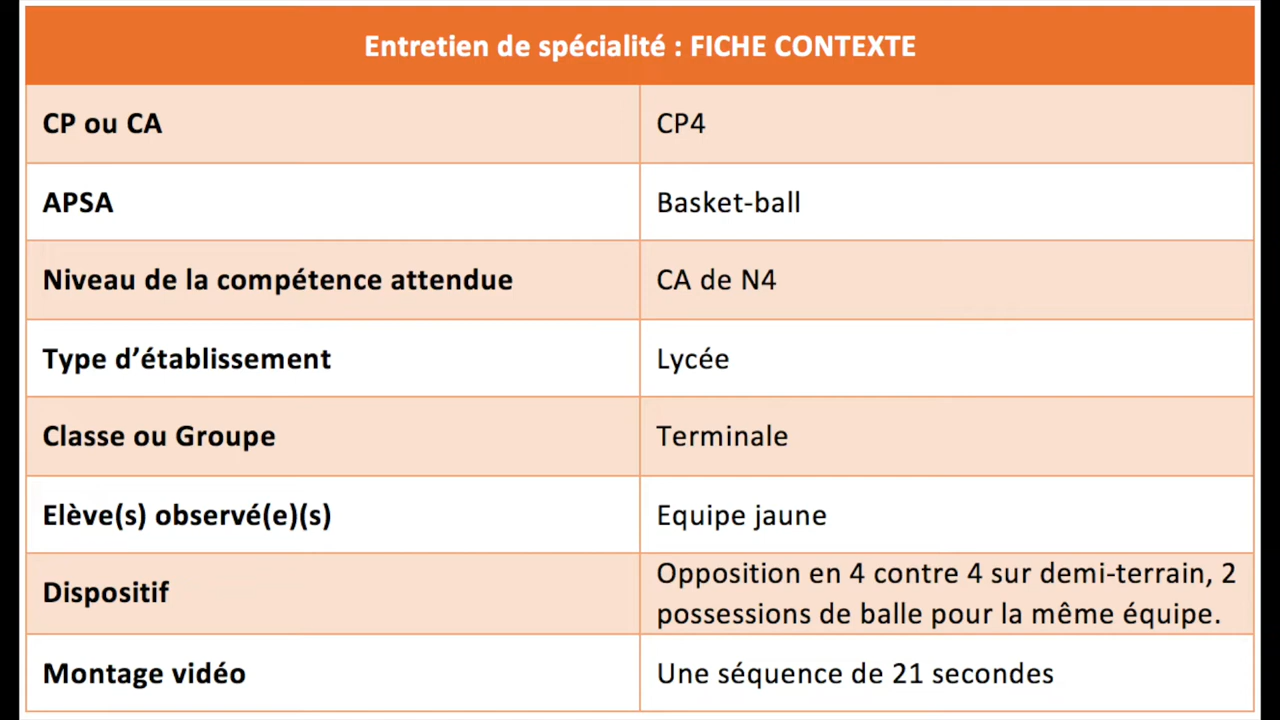 Entretien de spécialité : FICHE CONTEXTE
CP ou CA
CP4
APSA
Basket-ball
Niveau de la compétence attendue
CA de N4
Type d’établissement
Lycée
Classe ou Groupe
Terminale
Elève(s) observé(e)(s)
Equipe jaune
Dispositif
Opposition en 4 contre 4 sur demi-terrain, 2
possessions de balle pour la même équipe.
Montage vidéo
Une séquence de 21 secondes